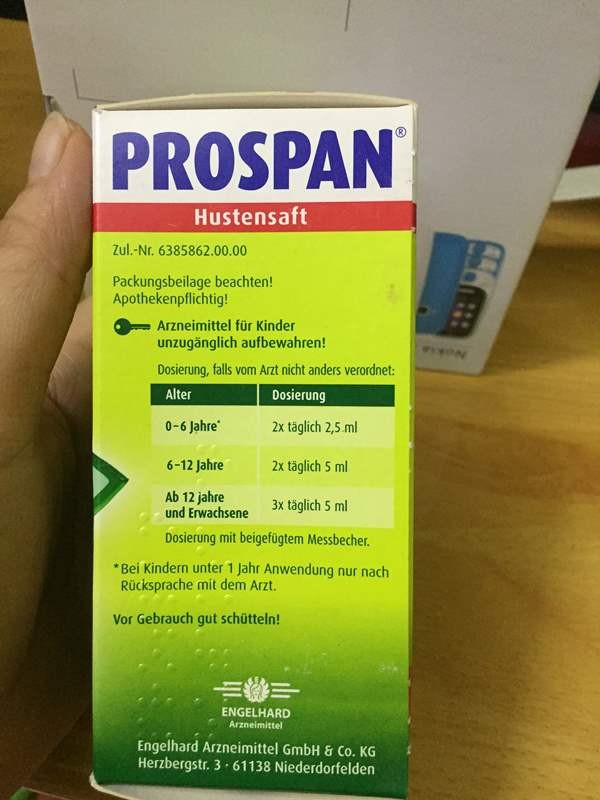 PROSPAN®
Hustensaft
Zul.-Nr. 6385862.00.00
Packungsbeilage beachten!
Apothekenpflichtig!
Arzneimittel für Kinder
unzugänglich aufbewahren!
Dosierung, falls vom Arzt nicht anders verordnet:
Alter Dosierung
0-6 Jahre* 2x täglich 2,5 ml
6-12 Jahre 2x täglich 5 ml
Ab 12 jahre
und Erwachsene 3x täglich 5 ml
Dosierung mit beigefügtem Messbecher.
*Bei Kindern unter 1 Jahr Anwendung nur nach
Rücksprache mit dem Arzt.
Vor Gebrauch gut schütteln!
ENGELHARD
Arzneimittel
Engelhard Arzneimittel GmbH & Co. KG
Herzbergstr. 3 · 61138 Niederdorfelden
Nokia